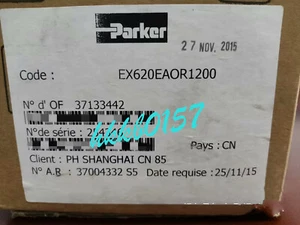 Parker
27 NOV. 2015
Code : EX620EAOR1200
N° d' OF 37133442
N°de série :
kkk60157
Pays : CN
Client : PH SHANGHAI CN 85
N° A.R : 37004332 S5 Date requise : 25/11/15